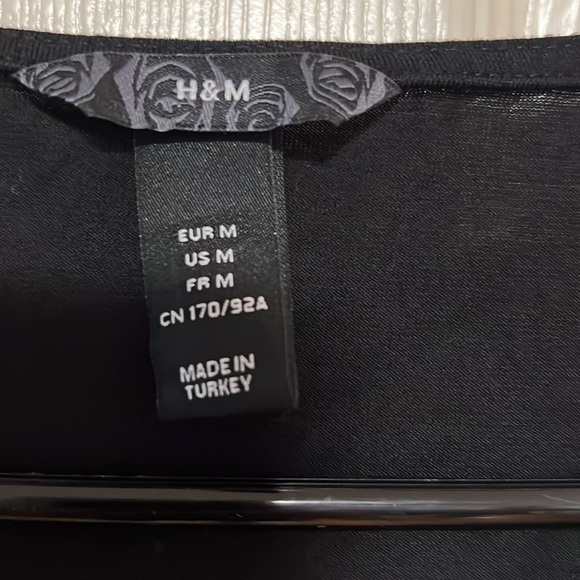 H&M
EUR M
US M
FR M
CN 170/92A
MADE IN
TURKEY